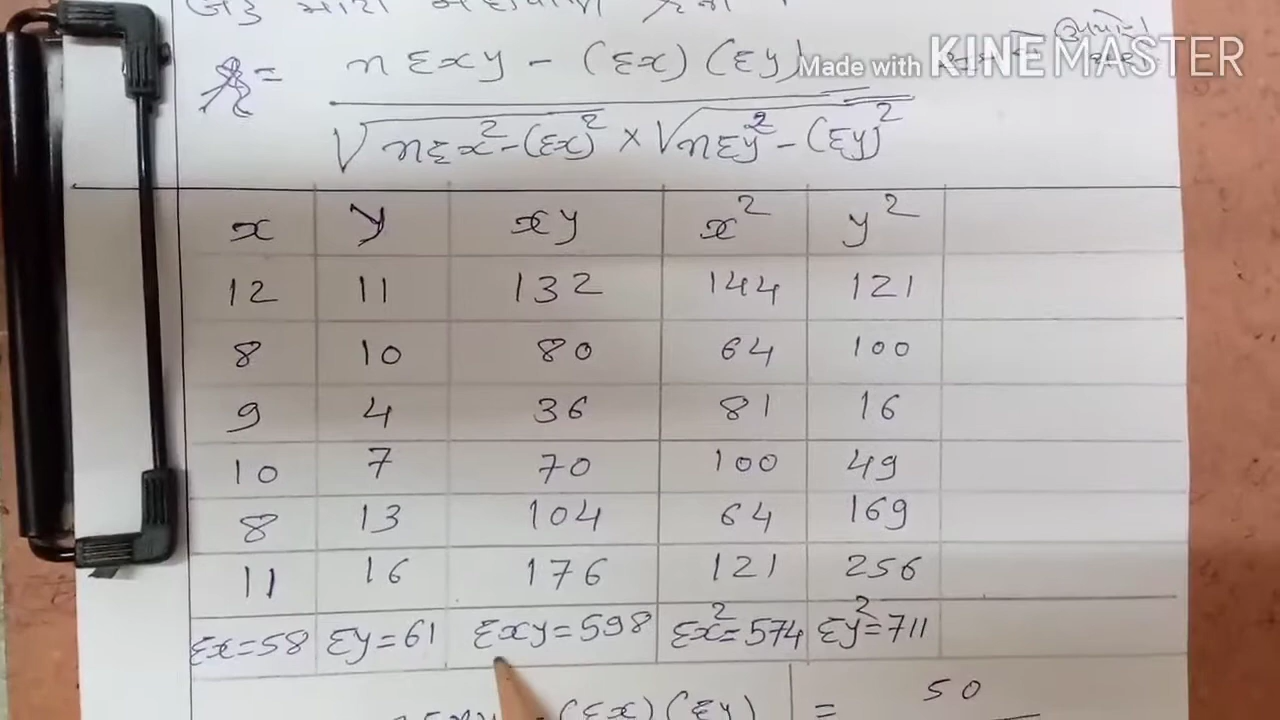 r = n Σxy - (Σx) (Σy)
√nΣx² - (Σx)² × √nΣy² - (Σy)²
Made with KINEMASTER
x y xy x² y²
12 11 132 144 121
8 10 80 64 100
9 4 36 81 16
10 7 70 100 49
8 13 104 64 169
11 16 176 121 256
Σx=58 Σy=61 Σxy=598 Σx²=574 Σy²=711
- (Σx) (Σy) = 50